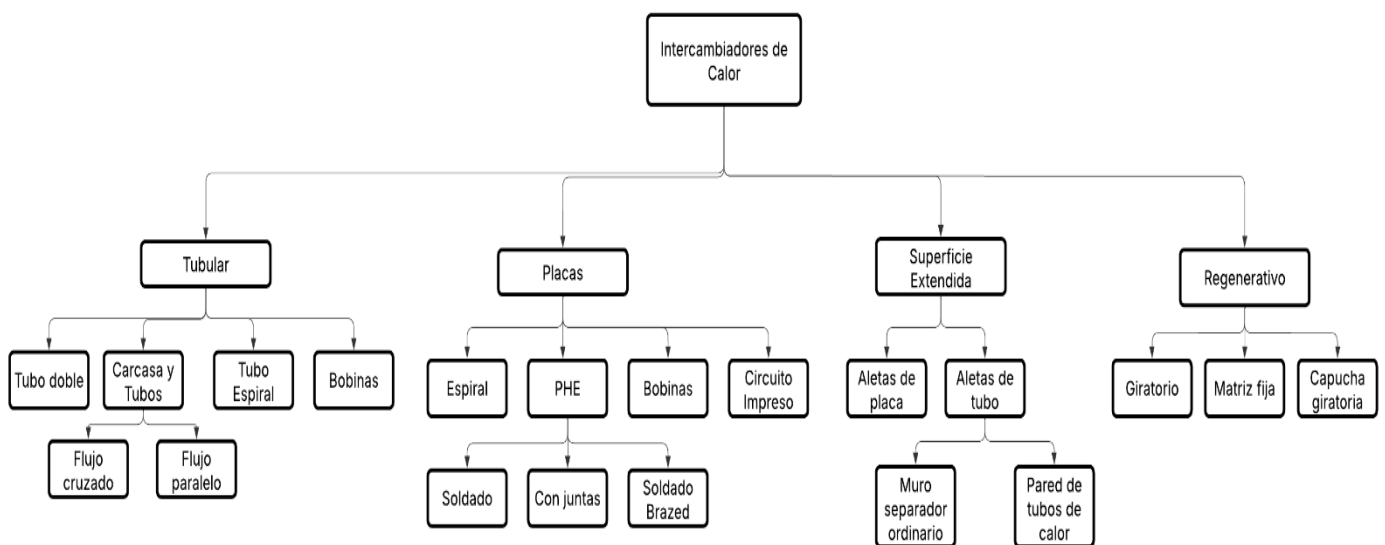 Intercambiadores de
Calor
Tubular
Placas
Superficie
Extendida
Regenerativo
Tubo doble
Carcasa y
Tubos
Tubo
Espiral
Bobinas
Espiral
PHE
Bobinas
Circuito
Impreso
Aletas de
placa
Aletas de
tubo
Giratorio
Matriz fija
Capucha
giratoria
Flujo
cruzado
Flujo
paralelo
Soldado
Con juntas
Soldado
Brazed
Muro
separador
ordinario
Pared de
tubos de
calor